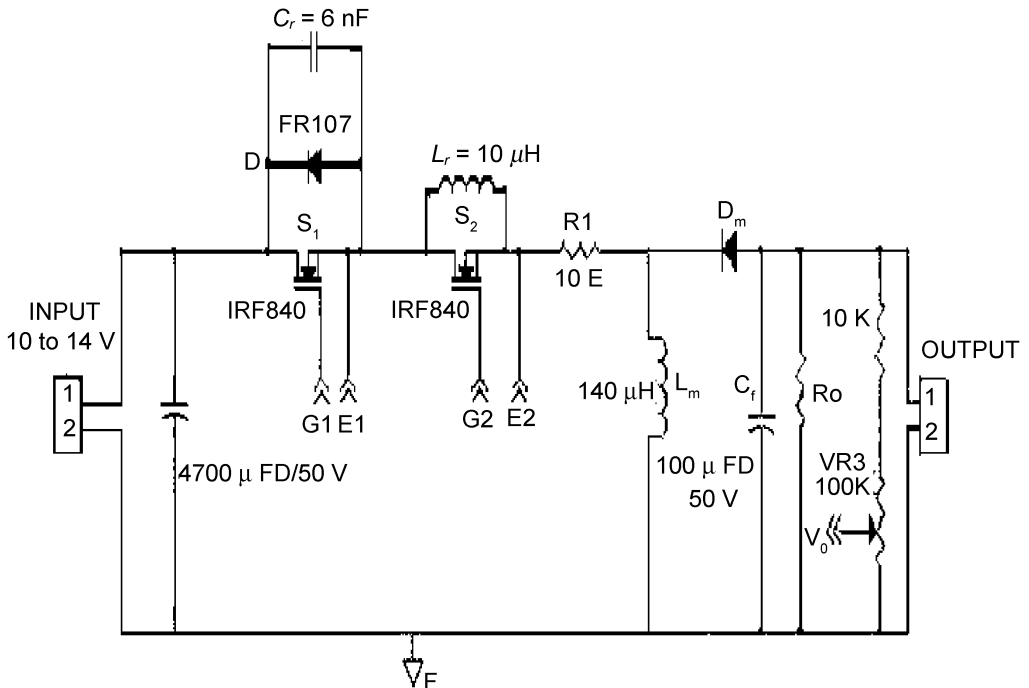 Cr = 6 nF
FR107
D
Lr = 10 μH
S1
S2
R1
10 E
Dm
IRF840
IRF840
INPUT
10 to 14 V
1
2
G1 E1
G2 E2
4700 μ FD/50 V
140 μH
Lm
Cf
100 μ FD
50 V
Ro
10 K
VR3
100K
V0
OUTPUT
1
2
F